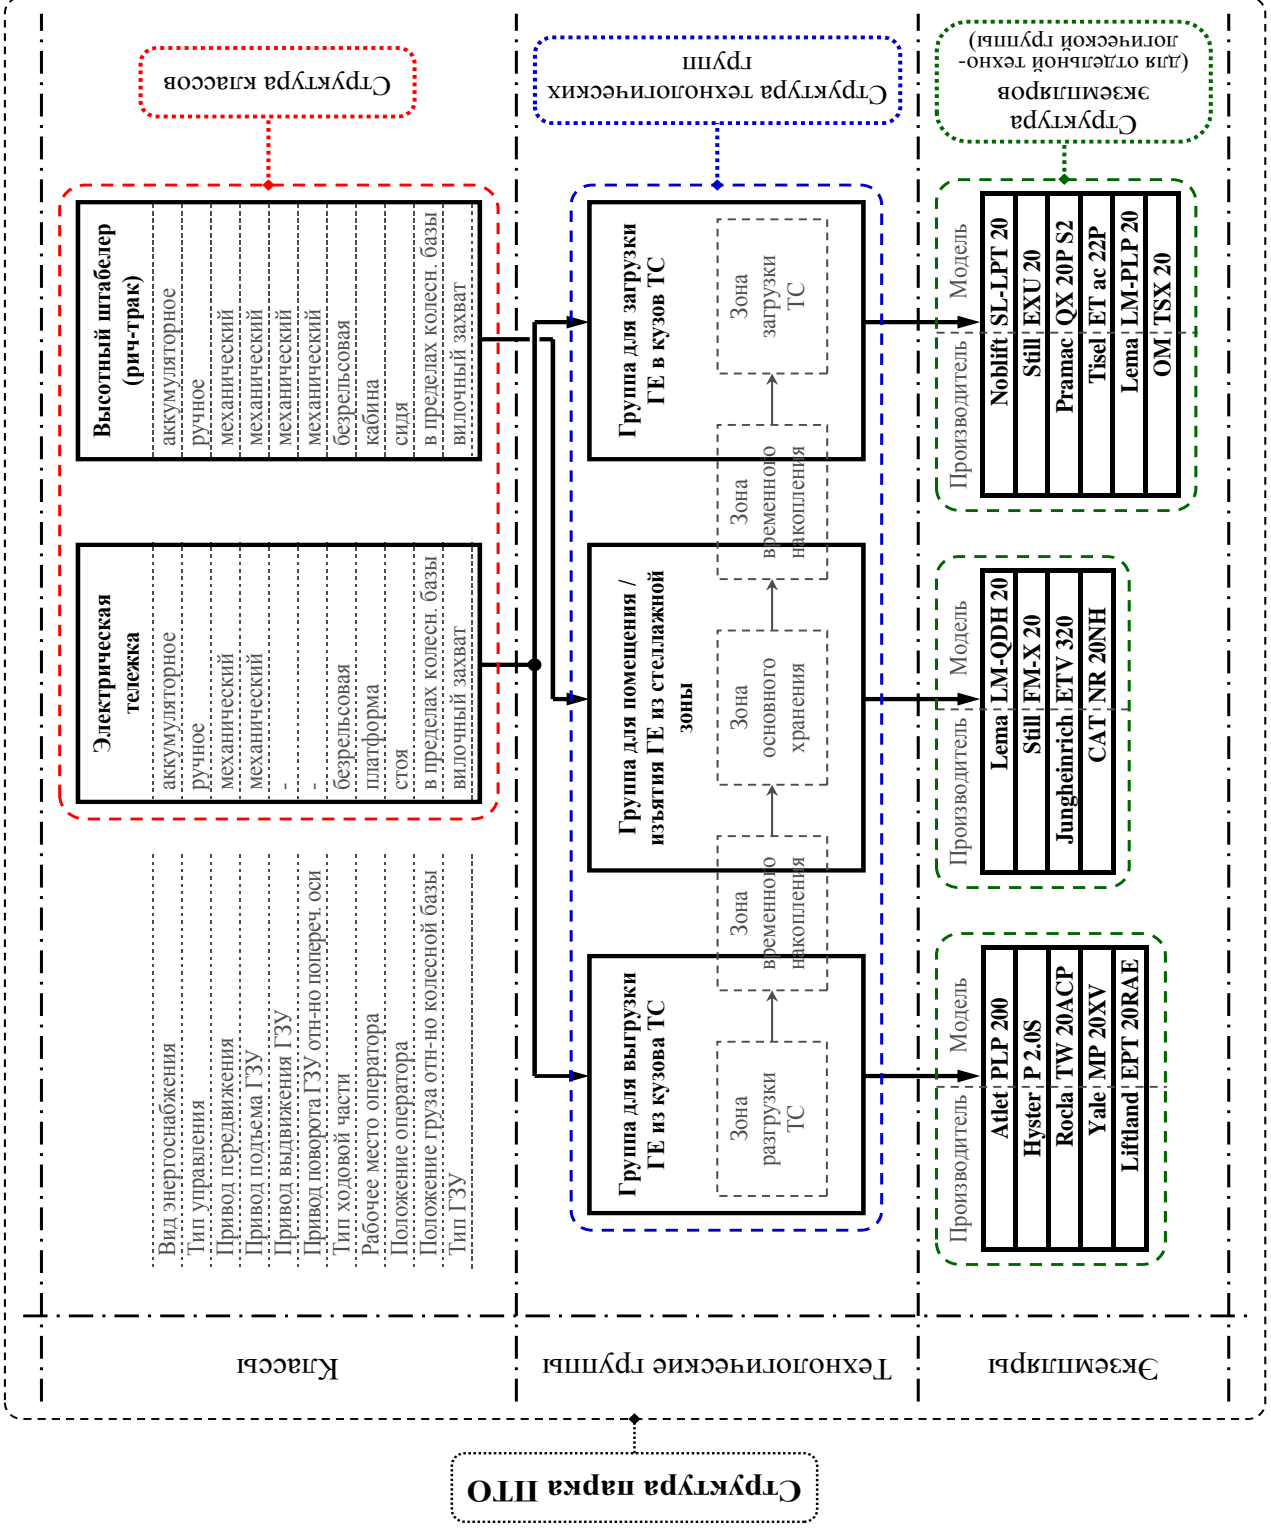 Структура парка ПТО
Классы
Вид энергоснабжения
Тип управления
Привод передвижения
Привод подъема ГЗУ
Привод выдвижения ГЗУ
Привод поворота ГЗУ отн-но попереч. оси
Тип ходовой части
Рабочее место оператора
Положение оператора
Положение груза отн-но колесной базы
Тип ГЗУ
Электрическая
тележка
аккумуляторное
ручное
механический
механический
-
-
безрельсовая
платформа
стоя
в пределах колесн. базы
вилочный захват
Высотный штабелер
(рич-трак)
аккумуляторное
ручное
механический
механический
механический
механический
безрельсовая
кабина
сидя
в пределах колесн. базы
вилочный захват
Структура классов
Технологические группы
Группа для выгрузки
ГЕ из кузова ТС
Зона
разгрузки
ТС
Зона
временного
накопления
Группа для помещения /
изъятия ГЕ из стеллажной
зоны
Зона
основного
хранения
Зона
временного
накопления
Группа для загрузки
ГЕ в кузов ТС
Зона
загрузки
ТС
Структура технологических
групп
Экземпляры
Производитель Модель
Atlet PLP 200
Hyster P 2.0S
Rocla TW 20ACP
Yale MP 20XV
Liftland EPT 20RAE
Производитель Модель
Lema LM-QDH 20
Still FM-X 20
Jungheinrich ETV 320
CAT NR 20NH
Производитель Модель
Noblift SL-LPT 20
Still EXU 20
Pramac QX 20P S2
Tisel ET ac 22P
Lema LM-PLP 20
OM TSX 20
Структура
экземпляров
(для отдельной техно-
логической группы)